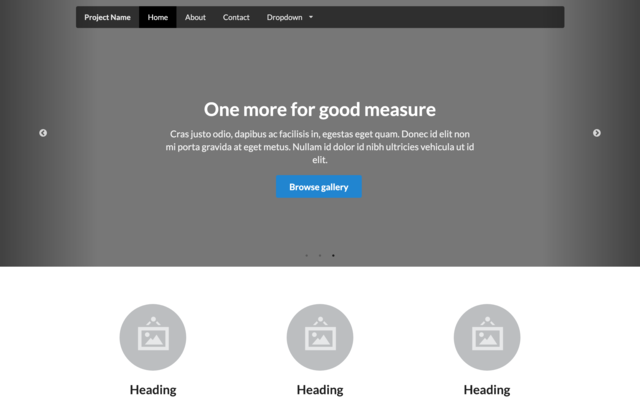 Project Name Home About Contact Dropdown
One more for good measure
Cras justo odio, dapibus ac facilisis in, egestas eget quam. Donec id elit non
mi porta gravida at eget metus. Nullam id dolor id nibh ultricies vehicula ut id
elit.
Browse gallery
Heading Heading Heading